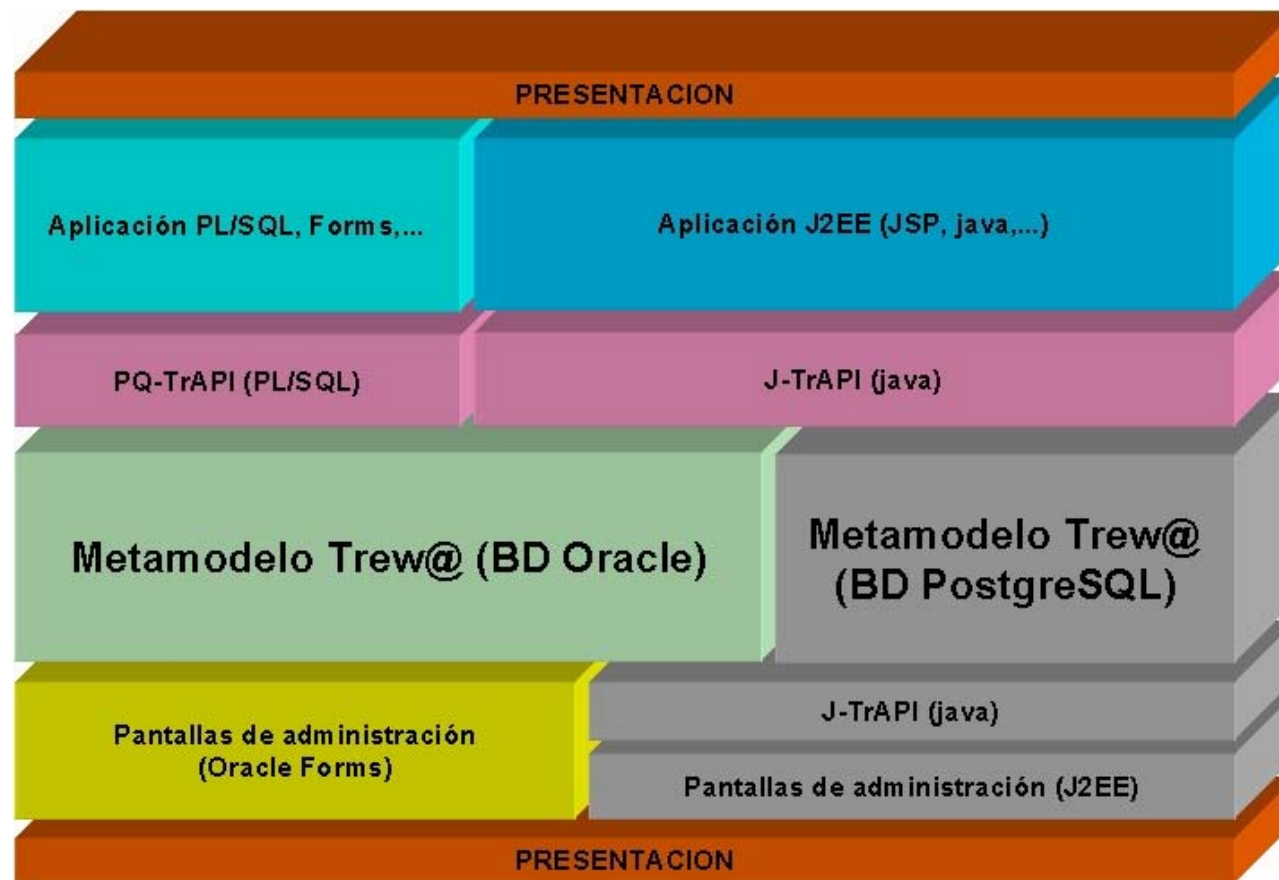 PRESENTACION
Aplicación PL/SQL, Forms,...
Aplicación J2EE (JSP, java,...)
PQ-TrAPI (PL/SQL)
J-TrAPI (java)
Metamodelo Trew@ (BD Oracle)
Metamodelo Trew@
(BD PostgreSQL)
Pantallas de administración
(Oracle Forms)
J-TrAPI (java)
Pantallas de administración (J2EE)
PRESENTACION